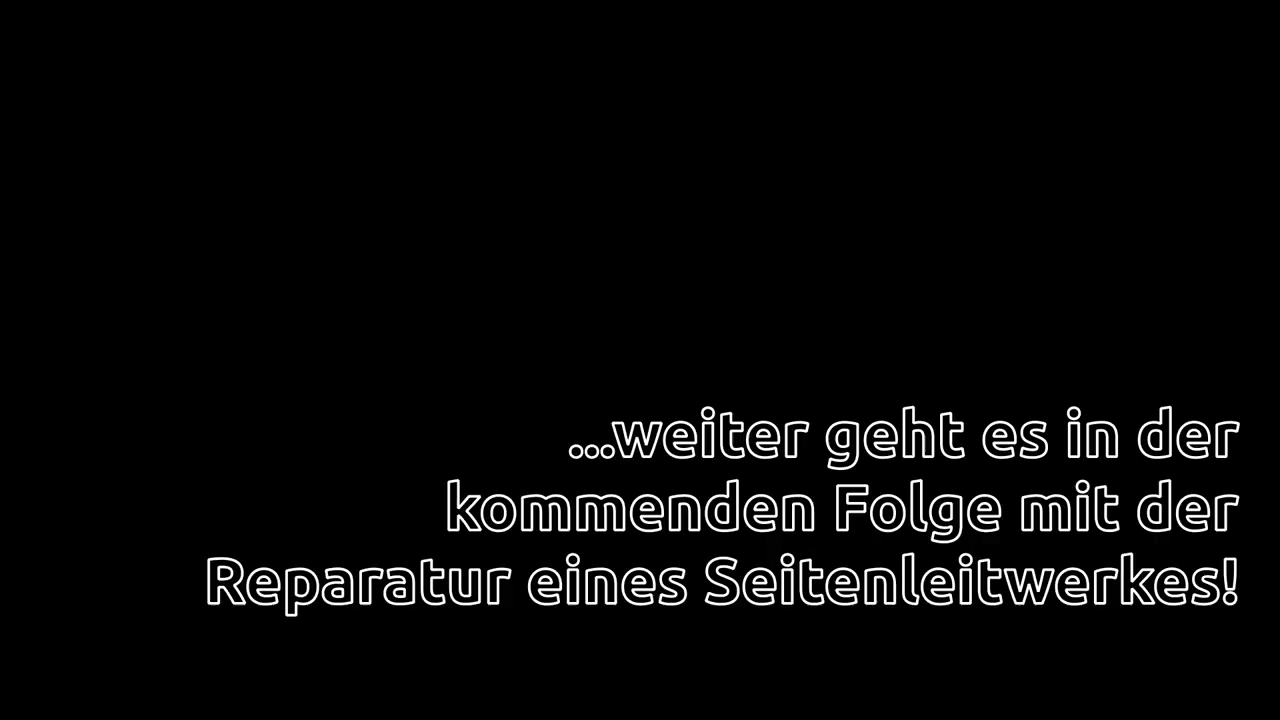 ...weiter geht es in der
kommenden Folge mit der
Reparatur eines Seitenleitwerkes!